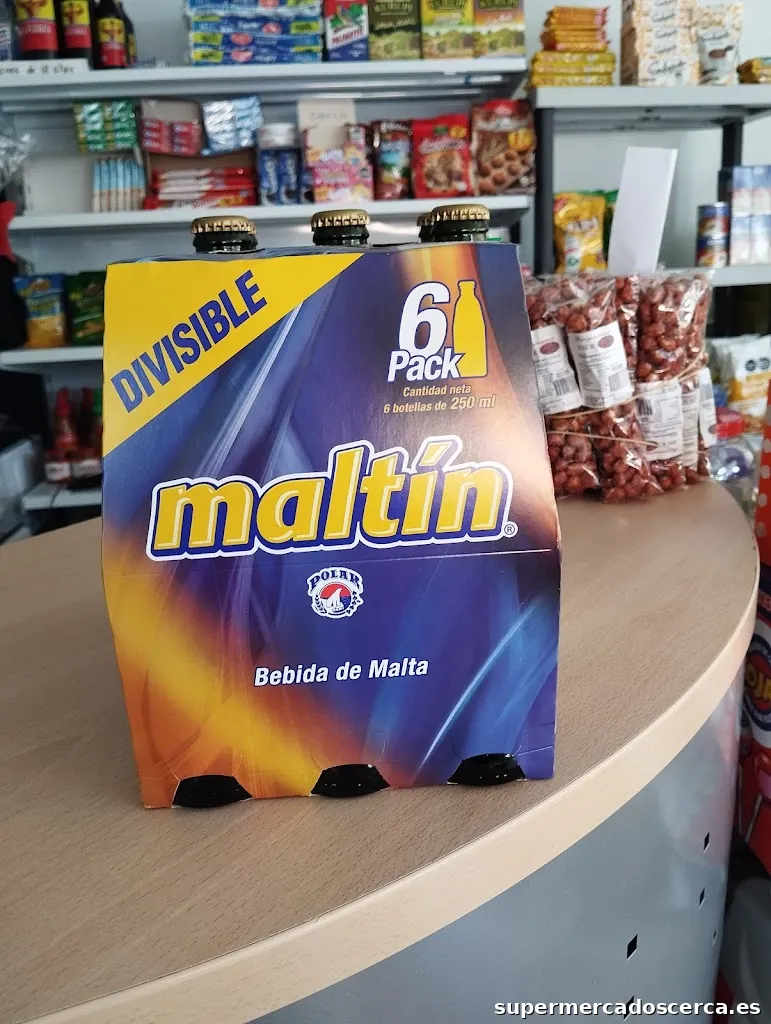 DIVISIBLE
6
Pack
Cantidad neta
6 botellas de 250 ml
maltín®
POLAR
Bebida de Malta
supermercadoscerca.es